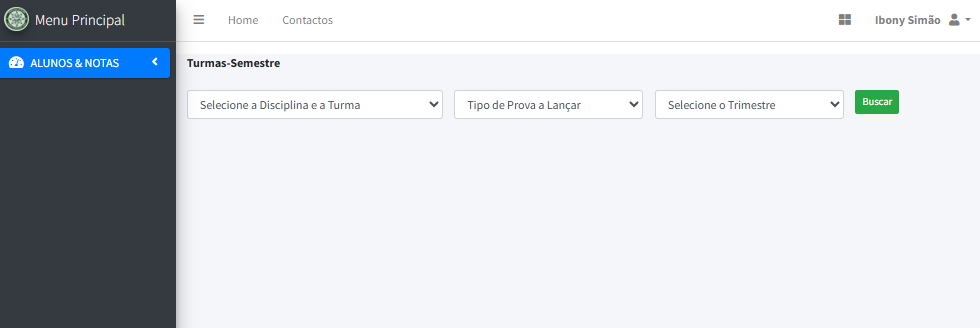 Menu Principal
Home Contactos Ibony Simão
ALUNOS & NOTAS
Turmas-Semestre
Selecione a Disciplina e a Turma Tipo de Prova a Lançar Selecione o Trimestre Buscar